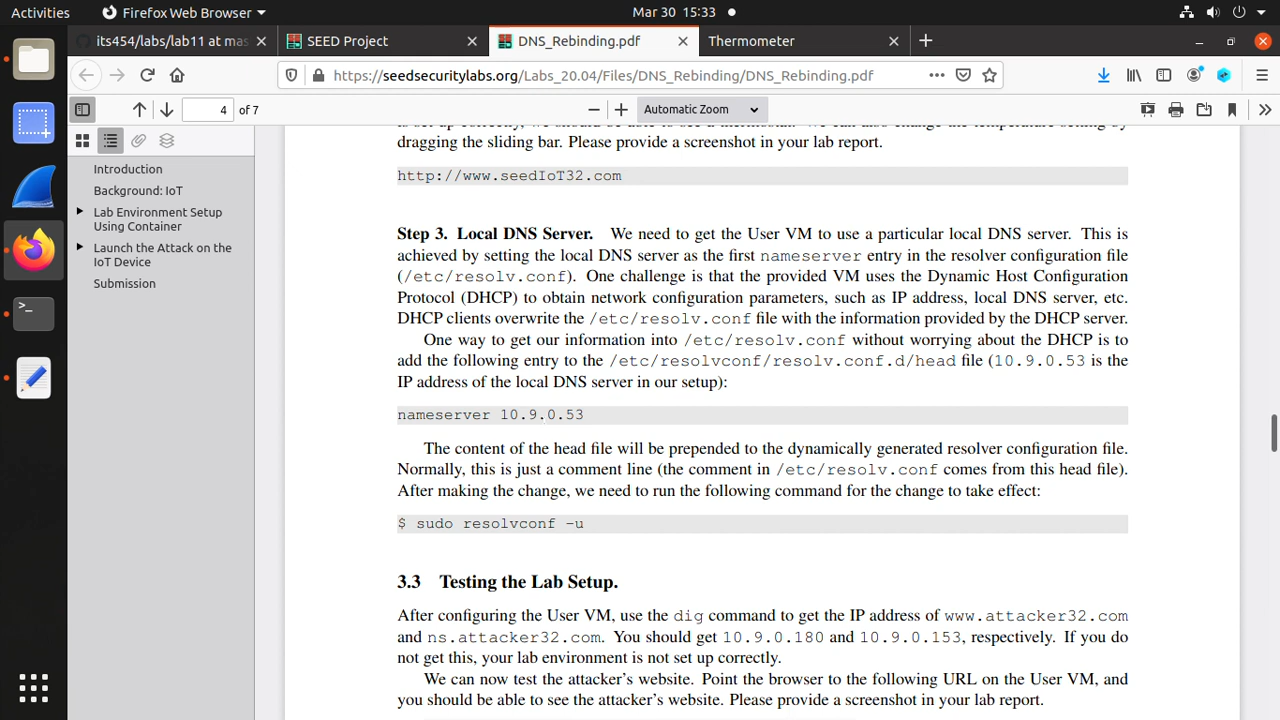 Activities
Firefox Web Browser
Mar 30 15:33
its454/labs/lab11 at mas
SEED Project
DNS_Rebinding.pdf
Thermometer
https://seedsecuritylabs.org/Labs_20.04/Files/DNS_Rebinding/DNS_Rebinding.pdf
4 of 7
Automatic Zoom
Introduction
Background: IoT
Lab Environment Setup
Using Container
Launch the Attack on the
IoT Device
Submission
dragging the sliding bar. Please provide a screenshot in your lab report.
http://www.seedIoT32.com
Step 3. Local DNS Server. We need to get the User VM to use a particular local DNS server. This is
achieved by setting the local DNS server as the first nameserver entry in the resolver configuration file
(/etc/resolv.conf). One challenge is that the provided VM uses the Dynamic Host Configuration
Protocol (DHCP) to obtain network configuration parameters, such as IP address, local DNS server, etc.
DHCP clients overwrite the /etc/resolv.conf file with the information provided by the DHCP server.
One way to get our information into /etc/resolv.conf without worrying about the DHCP is to
add the following entry to the /etc/resolvconf/resolv.conf.d/head file (10.9.0.53 is the
IP address of the local DNS server in our setup):
nameserver 10.9.0.53
The content of the head file will be prepended to the dynamically generated resolver configuration file.
Normally, this is just a comment line (the comment in /etc/resolv.conf comes from this head file).
After making the change, we need to run the following command for the change to take effect:
$ sudo resolvconf -u
3.3 Testing the Lab Setup.
After configuring the User VM, use the dig command to get the IP address of www.attacker32.com
and ns.attacker32.com. You should get 10.9.0.180 and 10.9.0.153, respectively. If you do
not get this, your lab environment is not set up correctly.
We can now test the attacker's website. Point the browser to the following URL on the User VM, and
you should be able to see the attacker's website. Please provide a screenshot in your lab report.